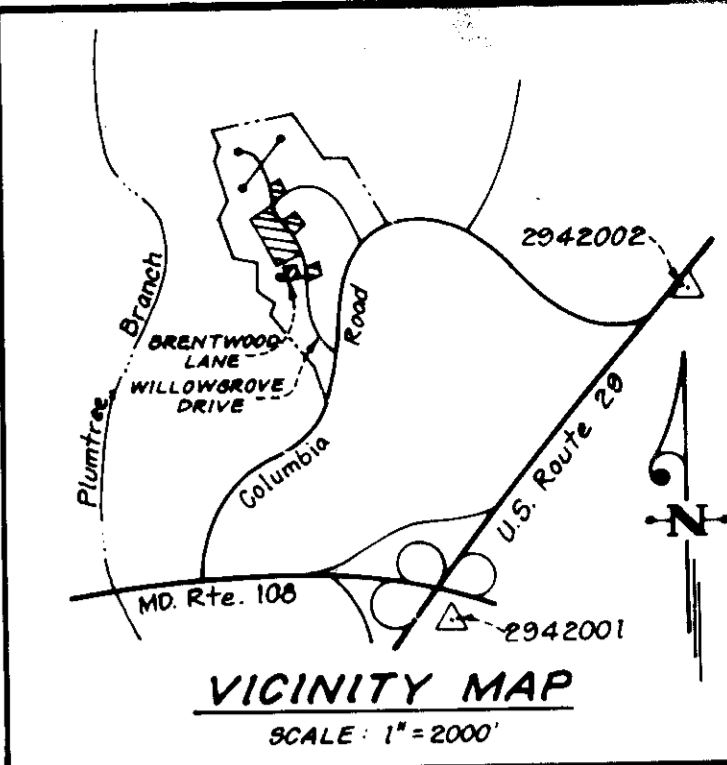 2942002
BRENTWOOD
LANE
WILLOWGROVE
DRIVE
Plumtree Branch
Columbia Road
U.S. Route 29
N
MD. Rte. 108
2942001
VICINITY MAP
SCALE: 1" = 2000'